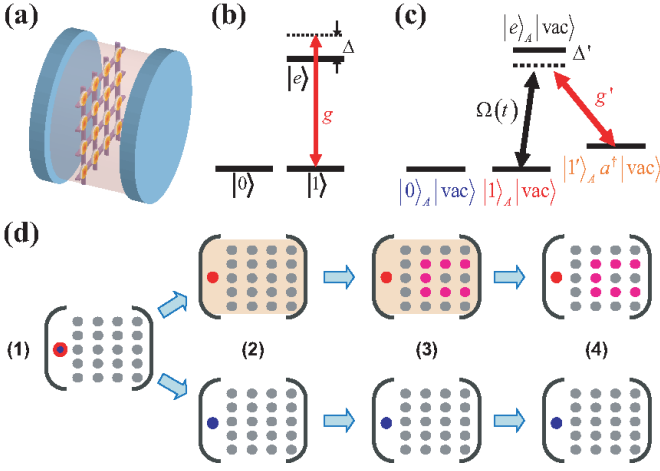 (a)
(b)
Δ
|e⟩
g
|0⟩
|1⟩
(c)
|e⟩_A|vac⟩
Δ'
Ω(t)
g'
|0⟩_A|vac⟩
|1⟩_A|vac⟩
|1'⟩_A a†|vac⟩
(d)
(1)
(2)
(3)
(4)